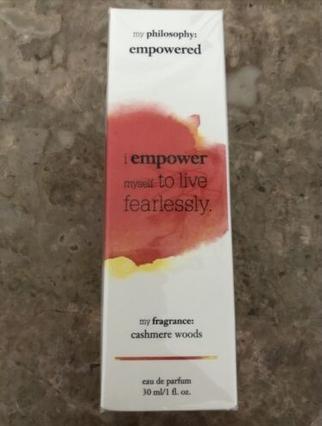 my philosophy:
empowered
i empower
myself to live
fearlessly.
my fragrance:
cashmere woods
eau de parfum
30 ml/1 fl. oz.